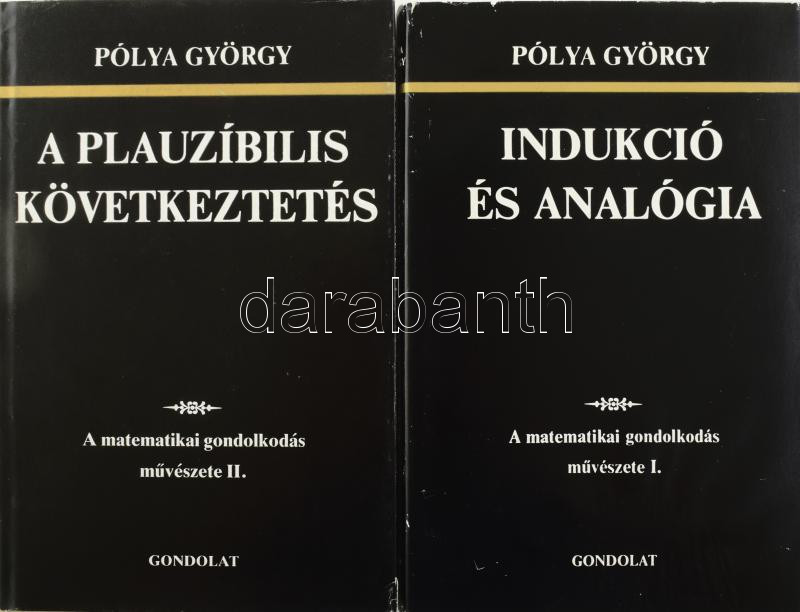 PÓLYA GYÖRGY
A PLAUZÍBILIS
KÖVETKEZTETÉS
A matematikai gondolkodás
művészete II.
GONDOLAT
PÓLYA GYÖRGY
INDUKCIÓ
ÉS ANALÓGIA
A matematikai gondolkodás
művészete I.
GONDOLAT
darabanth